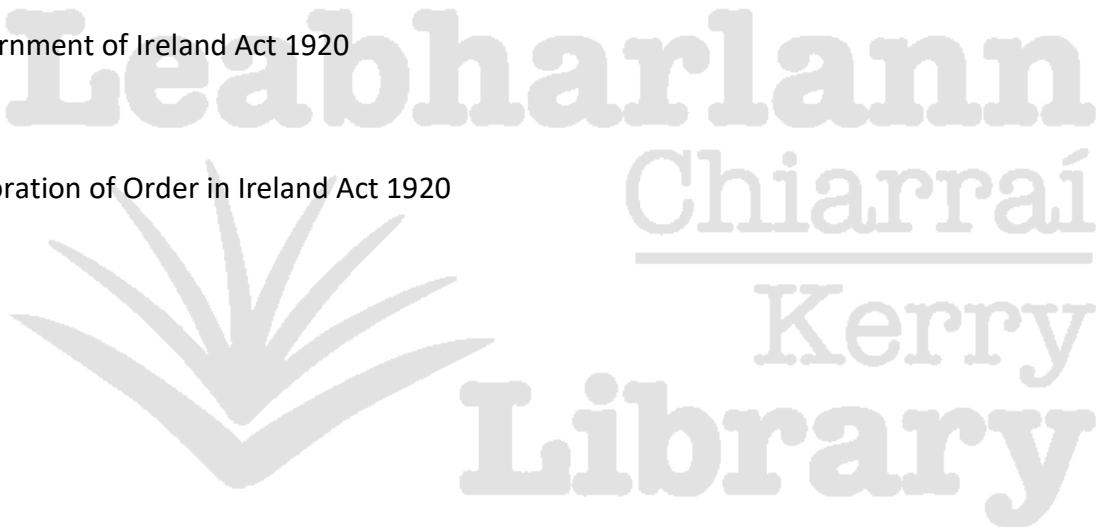 rnment of Ireland Act 1920
Leabharlann
oration of Order in Ireland Act 1920
Chiarraí
Kerry
Library